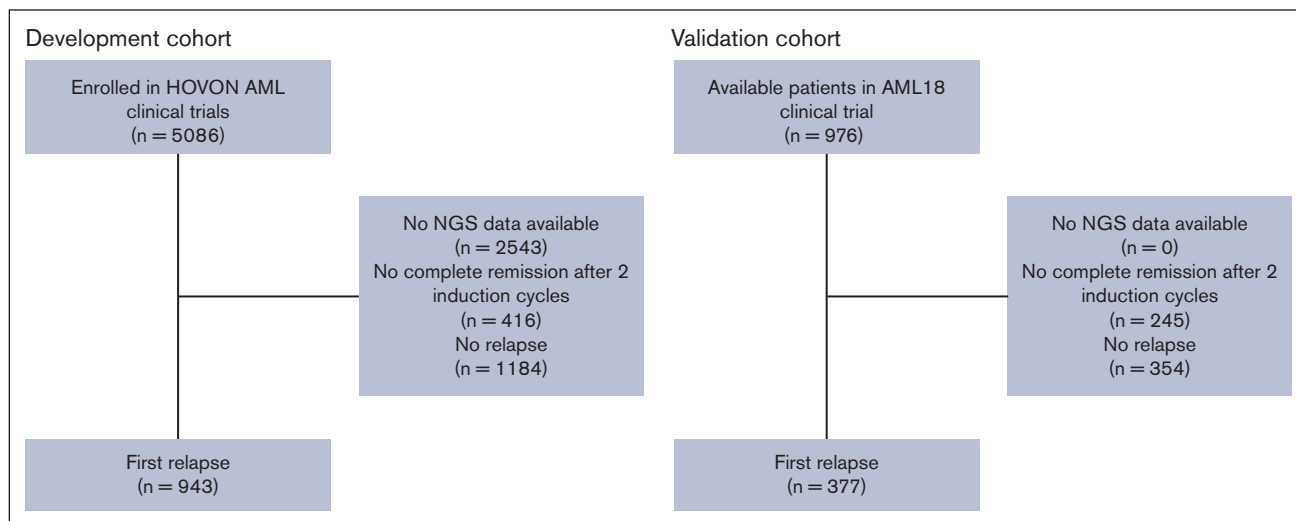 Development cohort
Enrolled in HOVON AML
clinical trials
(n = 5086)
No NGS data available
(n = 2543)
No complete remission after 2
induction cycles
(n = 416)
No relapse
(n = 1184)
First relapse
(n = 943)
Validation cohort
Available patients in AML18
clinical trial
(n = 976)
No NGS data available
(n = 0)
No complete remission after 2
induction cycles
(n = 245)
No relapse
(n = 354)
First relapse
(n = 377)